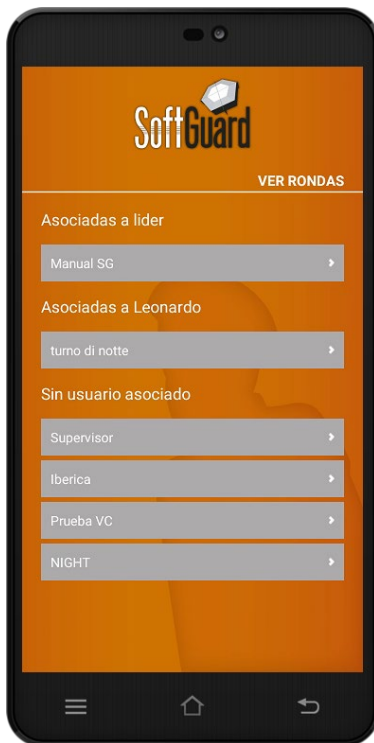 SoftGuard
VER RONDAS
Asociadas a lider
Manual SG
Asociadas a Leonardo
turno di notte
Sin usuario asociado
Supervisor
Iberica
Prueba VC
NIGHT